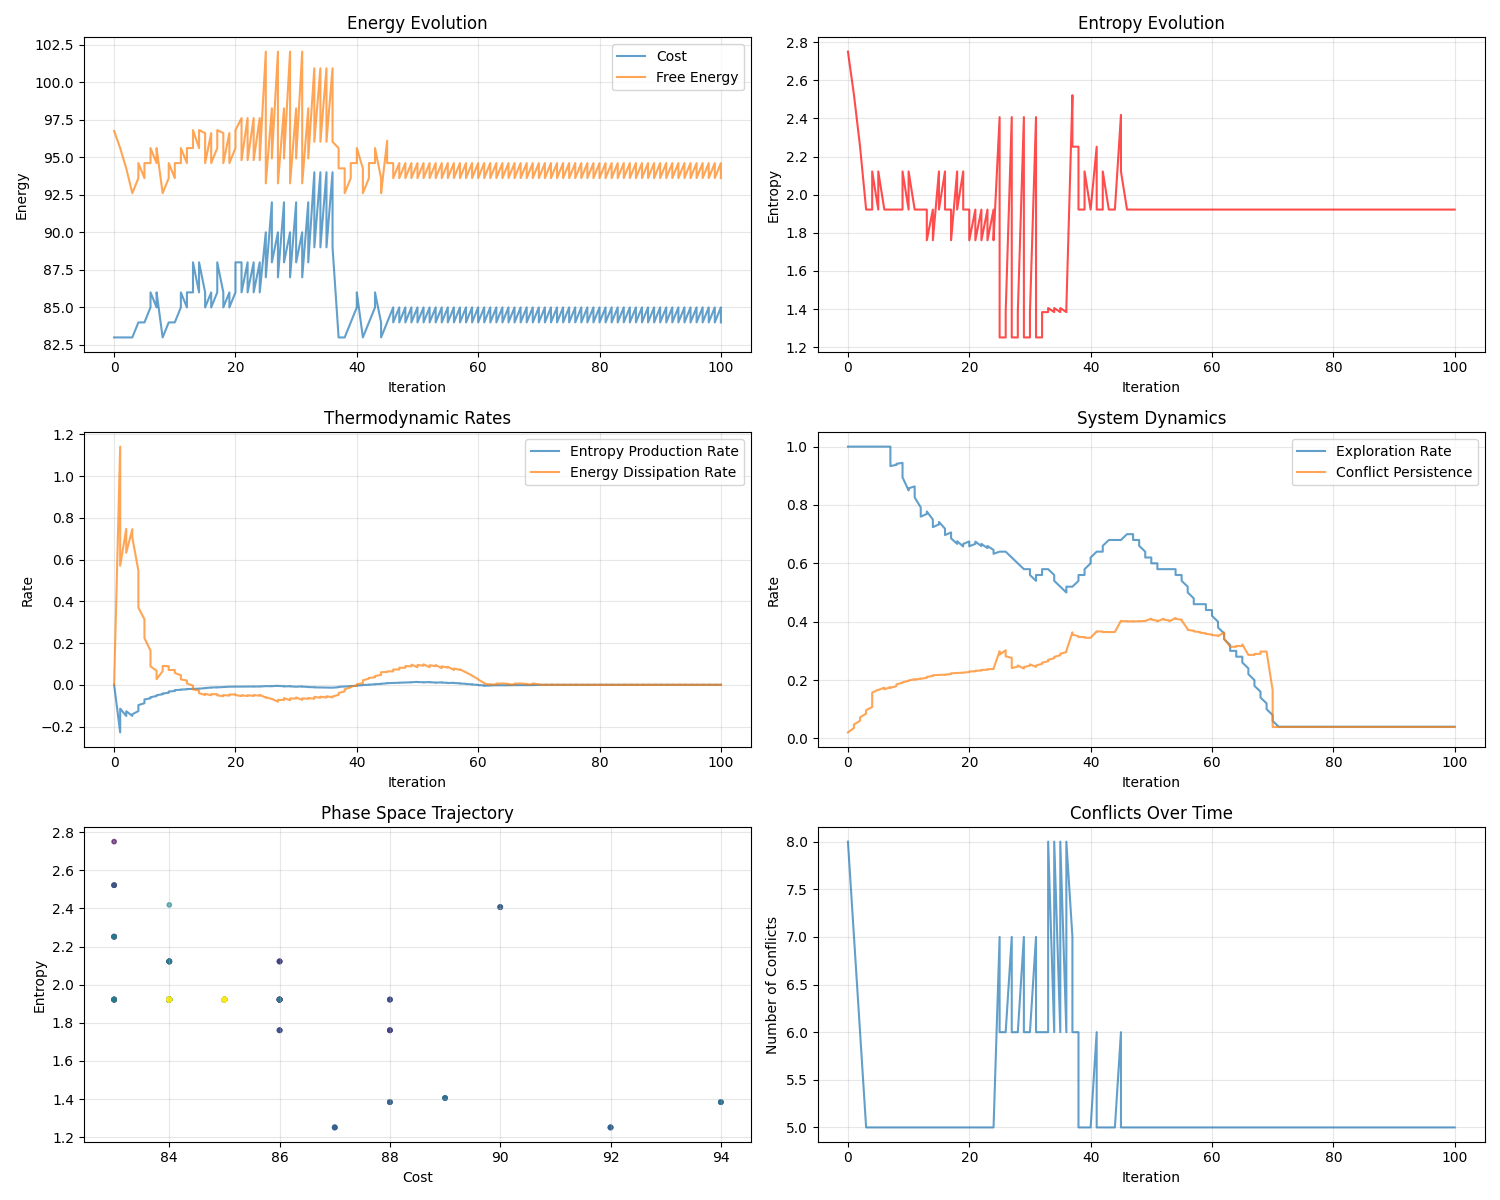 Energy Evolution
Energy
102.5
100.0
97.5
95.0
92.5
90.0
87.5
85.0
82.5
Cost
Free Energy
0 20 40 60 80 100
Iteration
Entropy Evolution
Entropy
2.8
2.6
2.4
2.2
2.0
1.8
1.6
1.4
1.2
0 20 40 60 80 100
Iteration
Thermodynamic Rates
Rate
1.2
1.0
0.8
0.6
0.4
0.2
0.0
−0.2
Entropy Production Rate
Energy Dissipation Rate
0 20 40 60 80 100
Iteration
System Dynamics
Rate
1.0
0.8
0.6
0.4
0.2
0.0
Exploration Rate
Conflict Persistence
0 20 40 60 80 100
Iteration
Phase Space Trajectory
Entropy
2.8
2.6
2.4
2.2
2.0
1.8
1.6
1.4
1.2
84 86 88 90 92 94
Cost
Conflicts Over Time
Number of Conflicts
8.0
7.5
7.0
6.5
6.0
5.5
5.0
0 20 40 60 80 100
Iteration